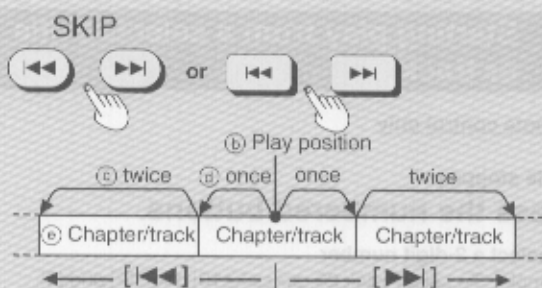 SKIP
or
ⓑ Play position
ⓒ twice ⓓ once once twice
ⓔ Chapter/track Chapter/track Chapter/track
[⏮] [⏭]